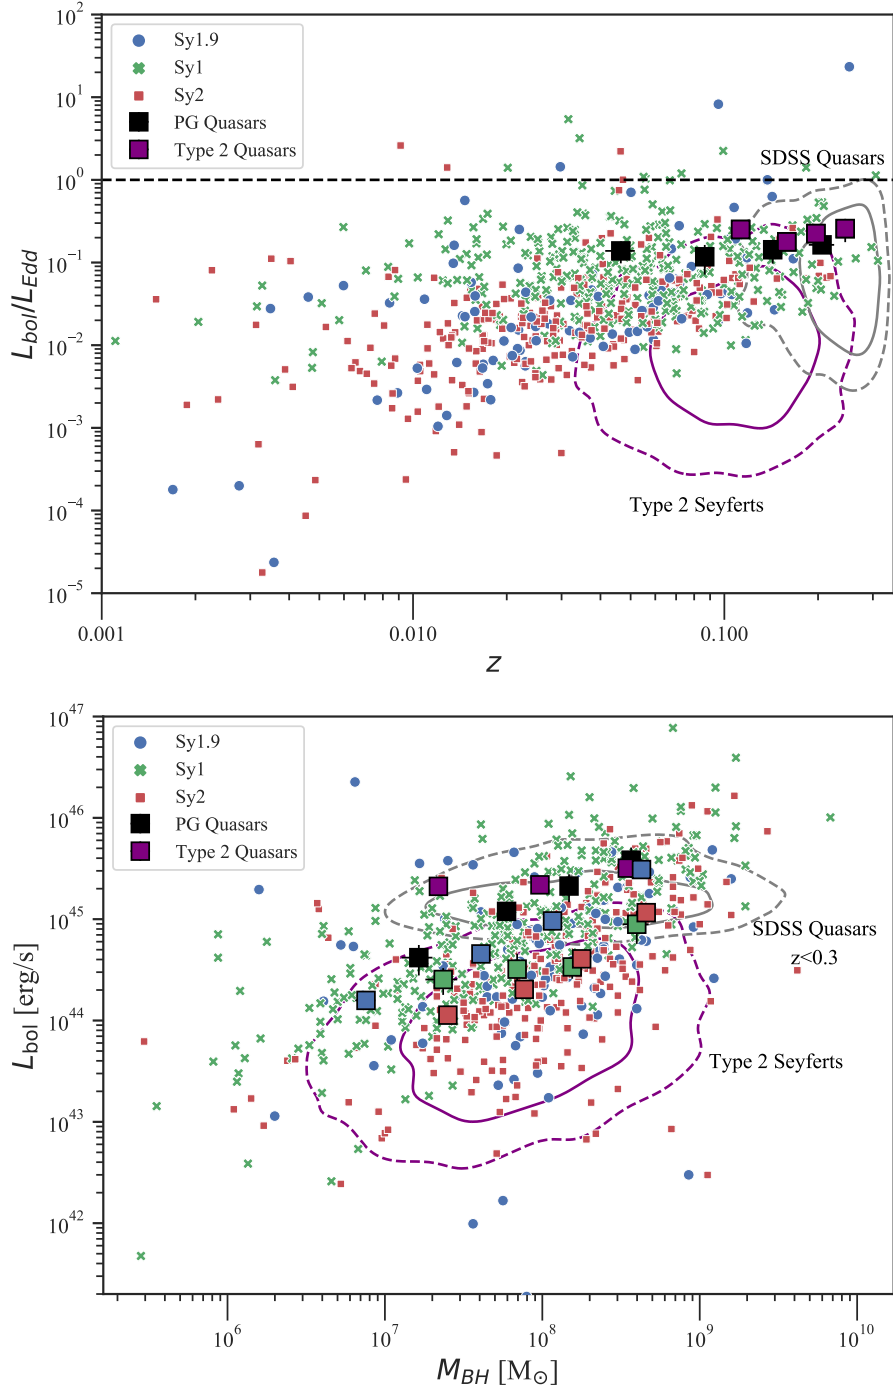 10^2
10^1
10^0
10^-1
10^-2
10^-3
10^-4
10^-5
L_bol/L_Edd
Sy1.9
Sy1
Sy2
PG Quasars
Type 2 Quasars
SDSS Quasars
Type 2 Seyferts
0.001
0.010
0.100
z
10^47
10^46
10^45
10^44
10^43
10^42
L_bol [erg/s]
Sy1.9
Sy1
Sy2
PG Quasars
Type 2 Quasars
SDSS Quasars
z<0.3
Type 2 Seyferts
10^6
10^7
10^8
10^9
10^10
M_BH [M_⊙]